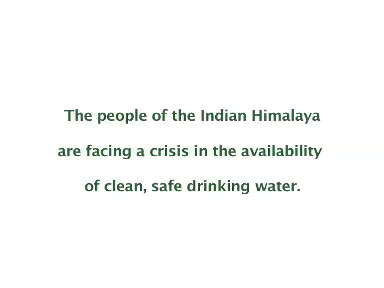 The people of the Indian Himalaya
are facing a crisis in the availability
of clean, safe drinking water.